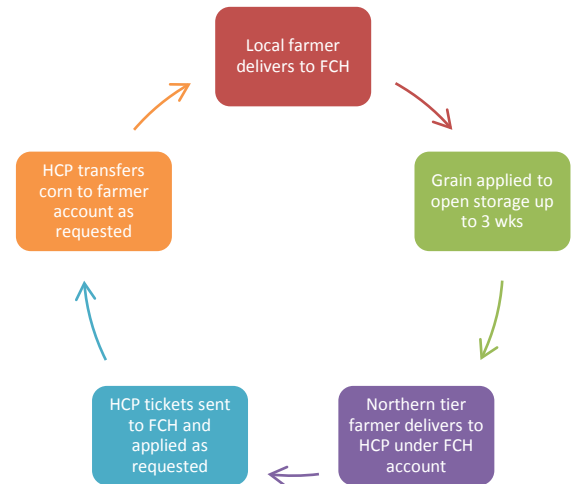 Local farmer
delivers to FCH
Grain applied to
open storage up
to 3 wks
Northern tier
farmer delivers to
HCP under FCH
account
HCP tickets sent
to FCH and
applied as
requested
HCP transfers
corn to farmer
account as
requested